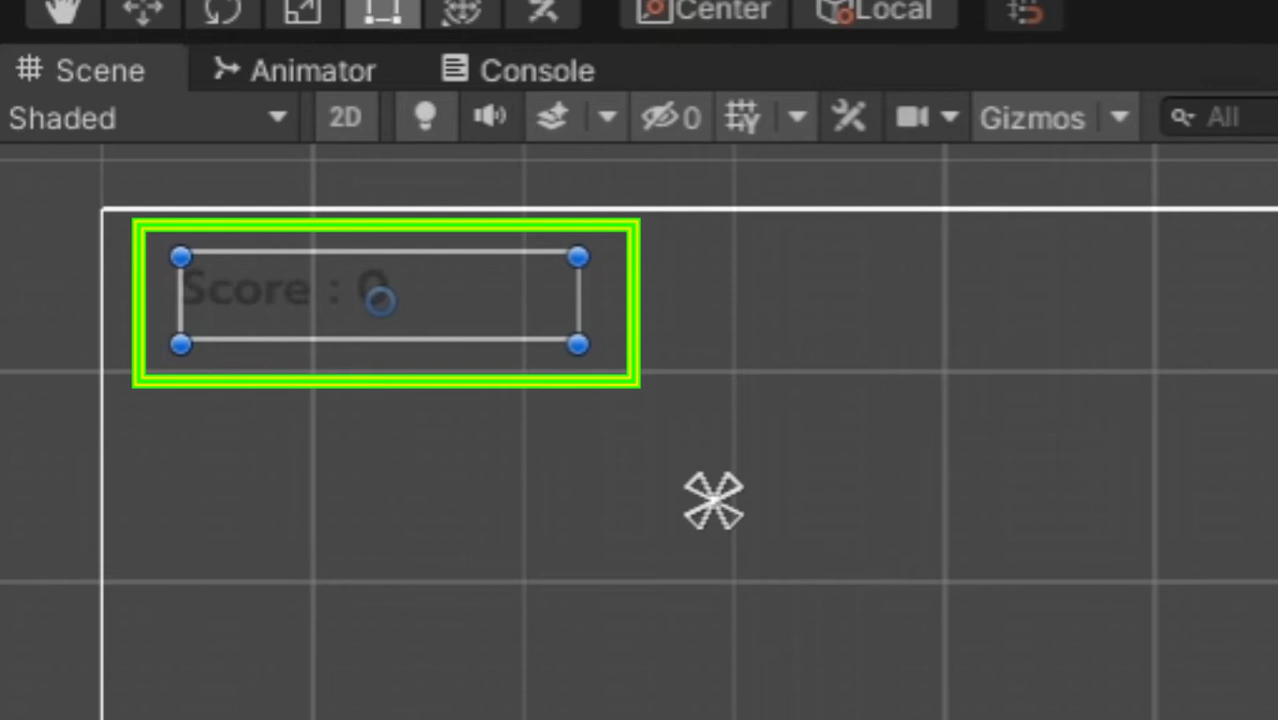 Center Local
Scene Animator Console
Shaded 2D 0 Gizmos All
Score : 0